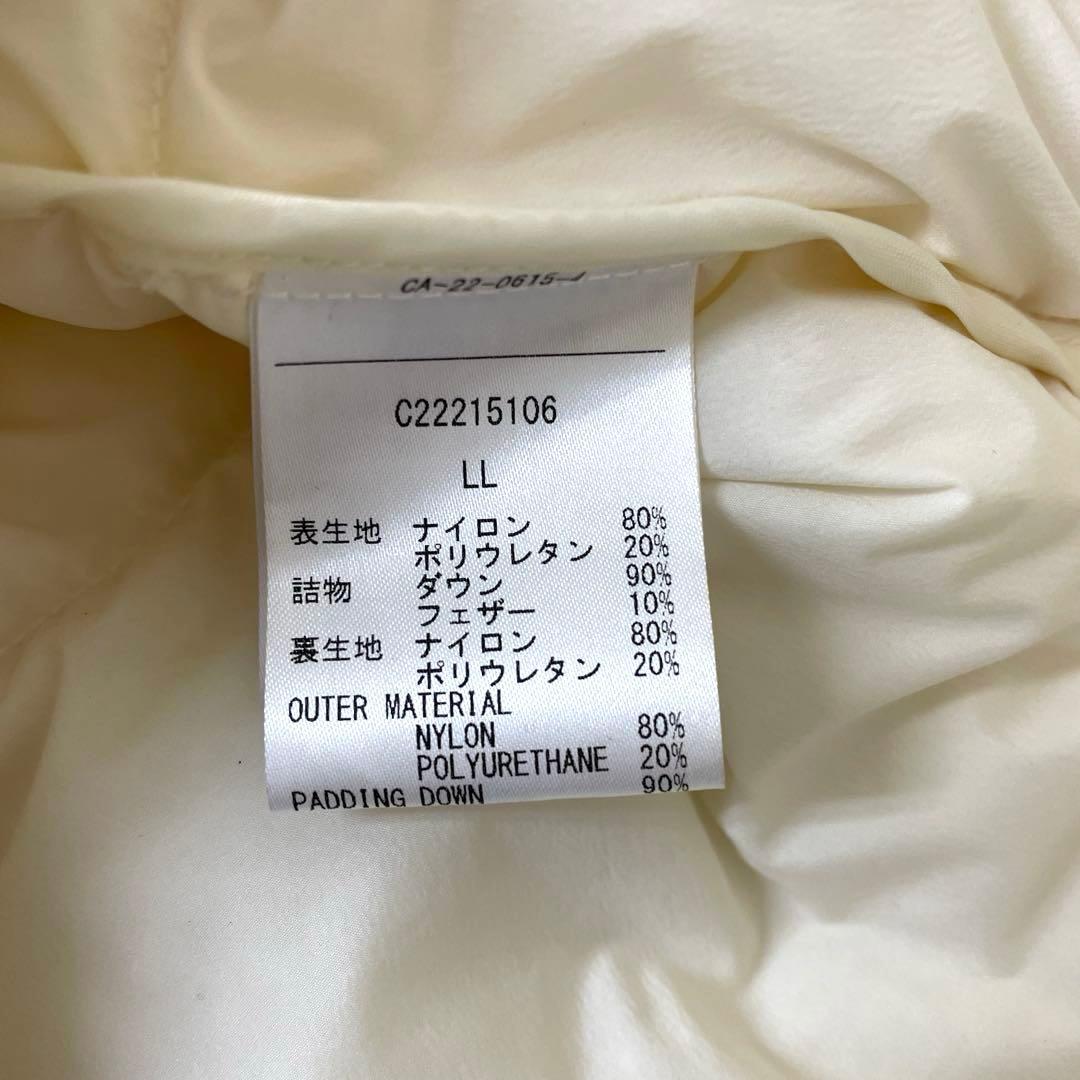 CA-22-0615-
C22215106
LL
表生地 ナイロン 80%
ポリウレタン 20%
詰物 ダウン 90%
フェザー 10%
裏生地 ナイロン 80%
ポリウレタン 20%
OUTER MATERIAL
NYLON 80%
POLYURETHANE 20%
PADDING DOWN 90%